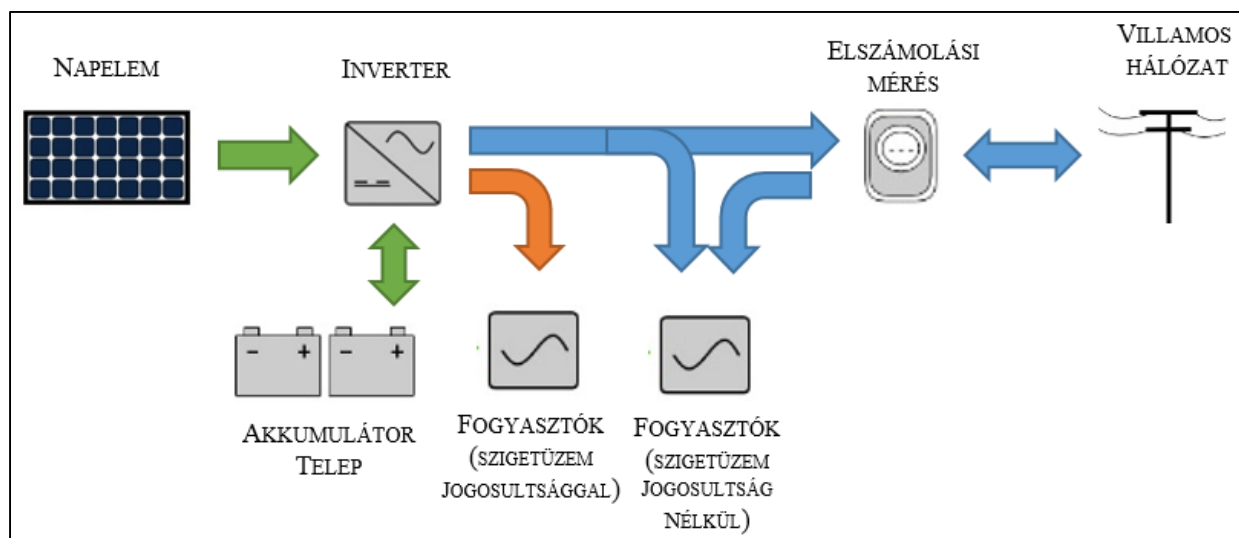 NAPELEM
INVERTER
ELSZÁMOLÁSI
MÉRÉS
VILLAMOS
HÁLÓZAT
AKKUMULÁTOR
TELEP
FOGYASZTÓK
(SZIGETÜZEM
JOGOSULTSÁGGAL)
FOGYASZTÓK
(SZIGETÜZEM
JOGOSULTSÁG
NÉLKÜL)